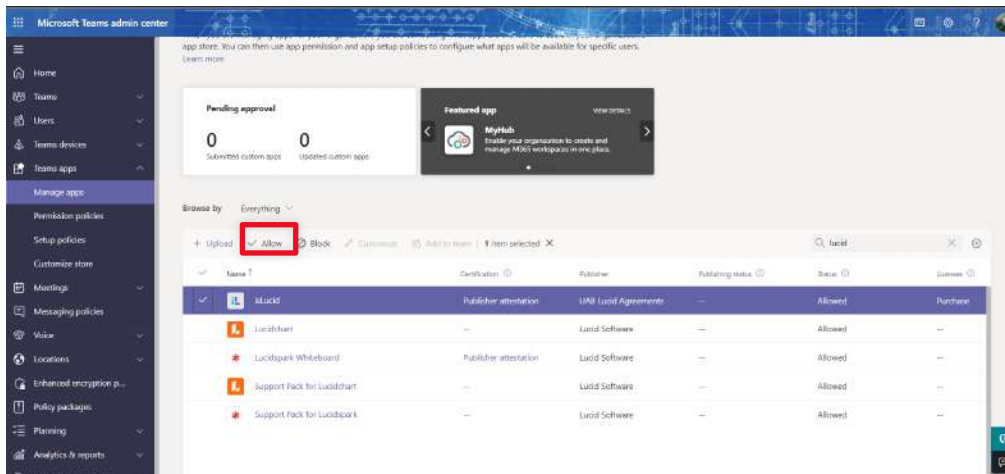 Microsoft Teams admin center
app store. You can then use app permission and app setup policies to configure what apps will be available for specific users.
Learn more
Home
Teams
Users
Teams devices
Teams apps
Manage apps
Permission policies
Setup policies
Customize store
Meetings
Messaging policies
Voice
Locations
Enhanced encryption p...
Policy packages
Planning
Analytics & reports
Pending approval
0
0
Submitted custom apps
Updated custom apps
Featured app
VIEW DETAILS
MyHub
Enable your organization to create and
manage M365 workspaces in one place.
Browse by Everything
+ Upload Allow Block Customize Add to team | 1 item selected X
lucid
Name Certification Publisher Publishing status Status Licenses
isLucid Publisher attestation UAB Lucid Agreements -- Allowed Purchase
Lucidchart -- Lucid Software -- Allowed --
Lucidspark Whiteboard Publisher attestation Lucid Software -- Allowed --
Support Pack for Lucidchart -- Lucid Software -- Allowed --
Support Pack for Lucidspark -- Lucid Software -- Allowed --